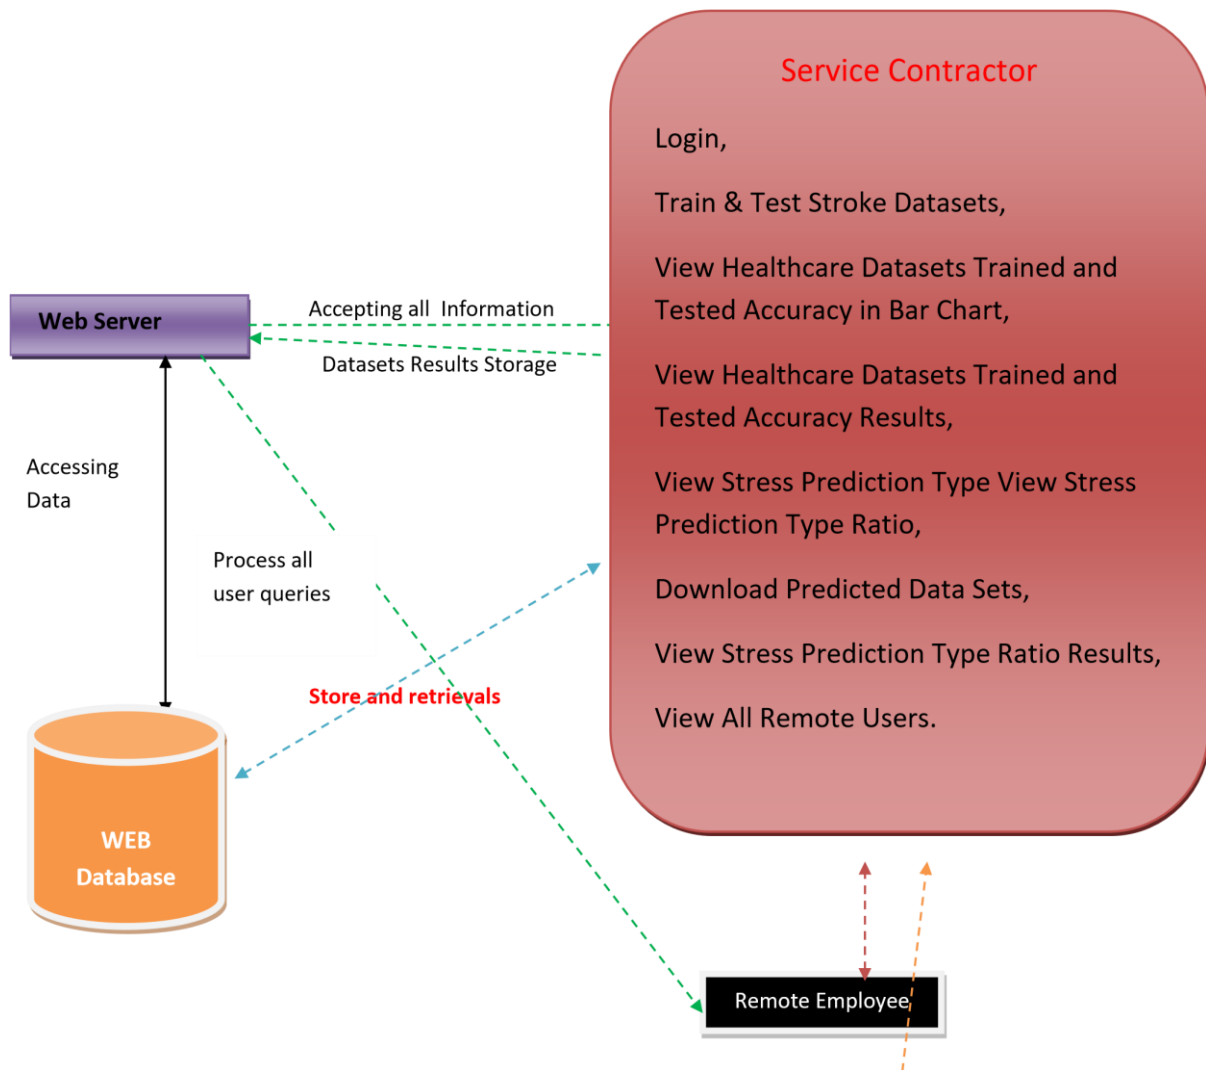 Service Contractor
Login,
Train & Test Stroke Datasets,
View Healthcare Datasets Trained and
Tested Accuracy in Bar Chart,
View Healthcare Datasets Trained and
Tested Accuracy Results,
View Stress Prediction Type View Stress
Prediction Type Ratio,
Download Predicted Data Sets,
View Stress Prediction Type Ratio Results,
View All Remote Users.
Web Server
Accepting all Information
Datasets Results Storage
Accessing
Data
Process all
user queries
Store and retrievals
WEB
Database
Remote Employee